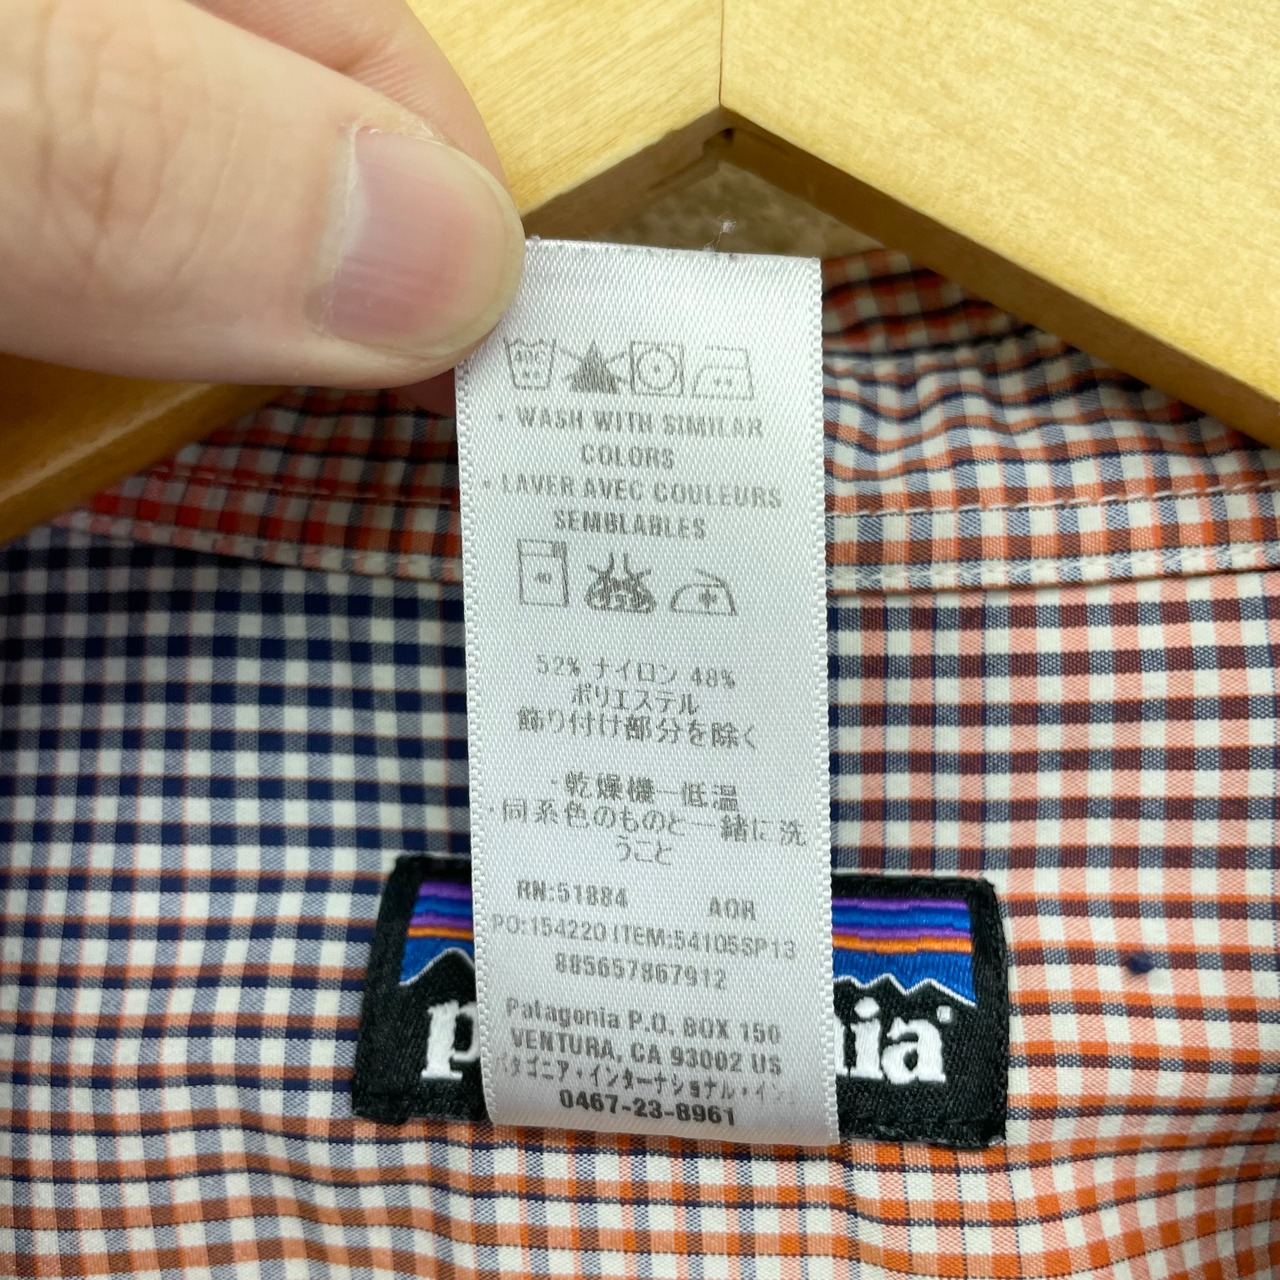 40C
• WASH WITH SIMILAR
COLORS
• LAVER AVEC COULEURS
SEMBLABLES
52% ナイロン 48%
ポリエステル
飾り付け部分を除く
・乾燥機一低温
・同系色のものと一緒に洗
うこと
RN:51884 AOR
PO:154220 ITEM:54105SP13
885657867912
Patagonia P.O. BOX 150
VENTURA, CA 93002 US
パタゴニア・インターナショナル・イン
0467-23-8961
p nia